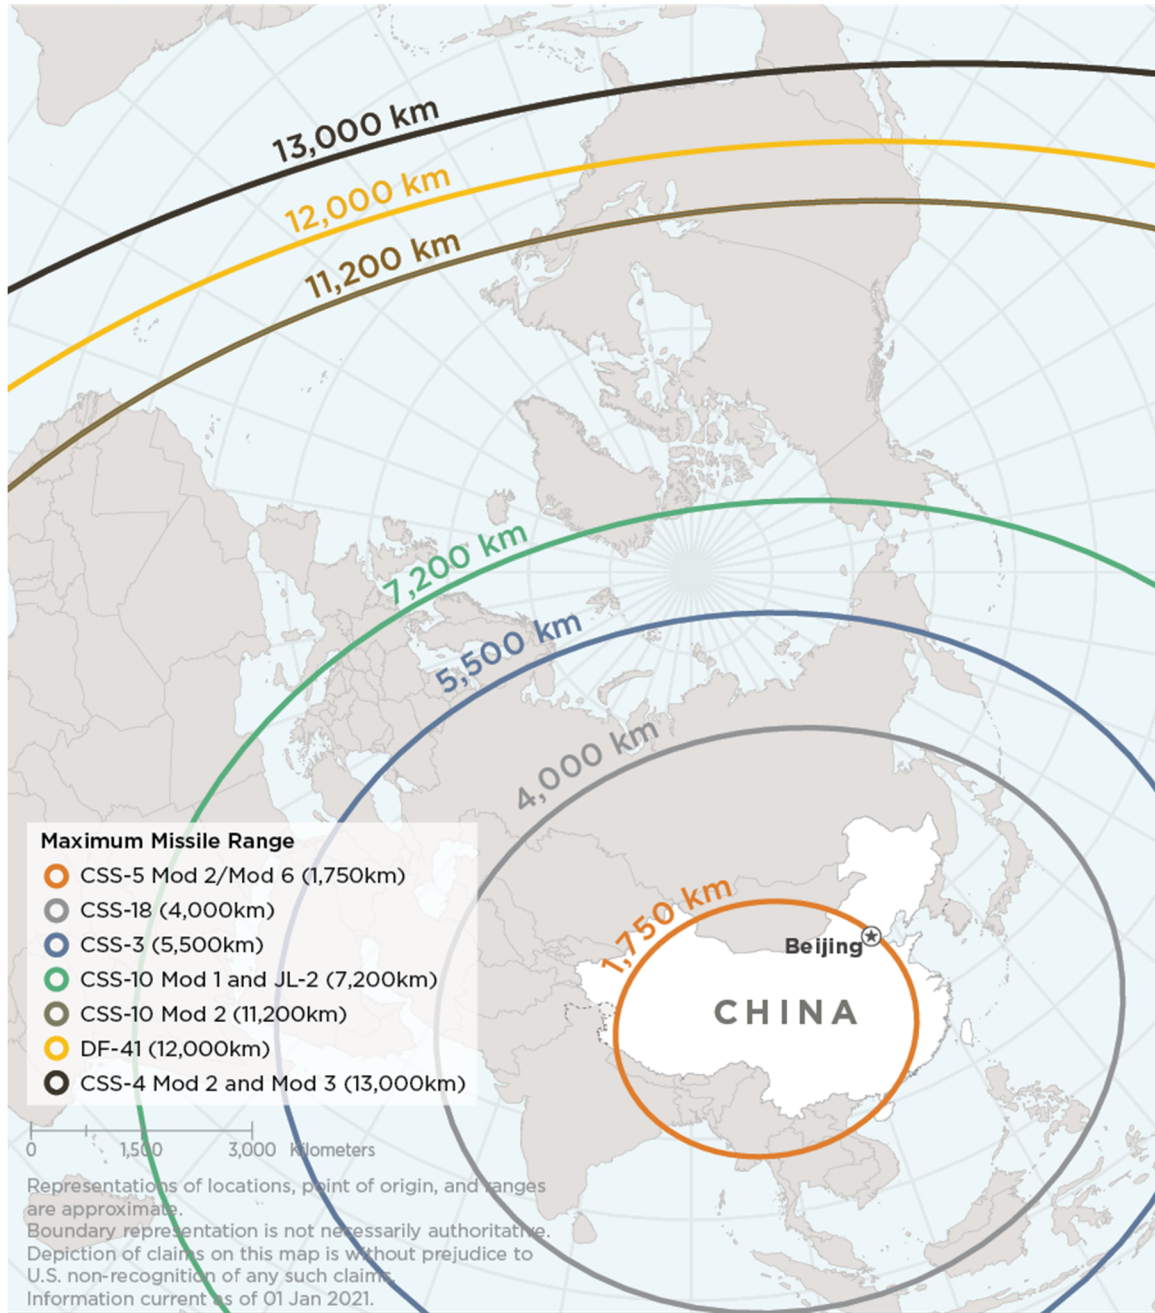 13,000 km
12,000 km
11,200 km
7,200 km
5,500 km
4,000 km
1,750 km
Beijing
CHINA
Maximum Missile Range
CSS-5 Mod 2/Mod 6 (1,750km)
CSS-18 (4,000km)
CSS-3 (5,500km)
CSS-10 Mod 1 and JL-2 (7,200km)
CSS-10 Mod 2 (11,200km)
DF-41 (12,000km)
CSS-4 Mod 2 and Mod 3 (13,000km)
0 1,500 3,000 Kilometers
Representations of locations, point of origin, and ranges
are approximate.
Boundary representation is not necessarily authoritative.
Depiction of claims on this map is without prejudice to
U.S. non-recognition of any such claims.
Information current as of 01 Jan 2021.